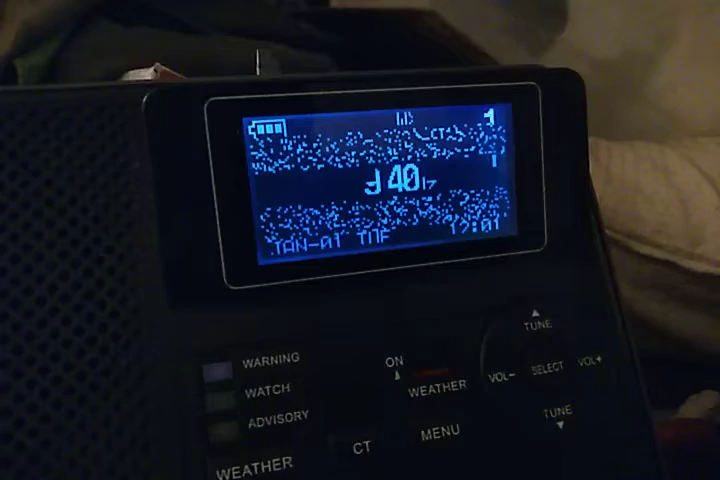 40
JAN-01 TUE 12:01
WARNING
WATCH
ADVISORY
WEATHER
ON
WEATHER
CT
MENU
TUNE
VOL- SELECT VOL+
TUNE